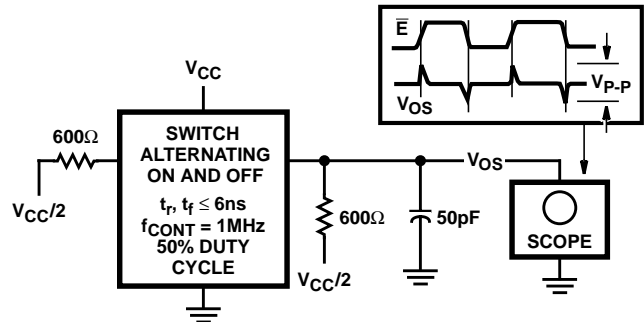 E
V_OS
V_P-P
V_CC
600Ω
V_CC/2
SWITCH
ALTERNATING
ON AND OFF
t_r, t_f ≤ 6ns
f_CONT = 1MHz
50% DUTY
CYCLE
600Ω
V_CC/2
50pF
V_OS
SCOPE